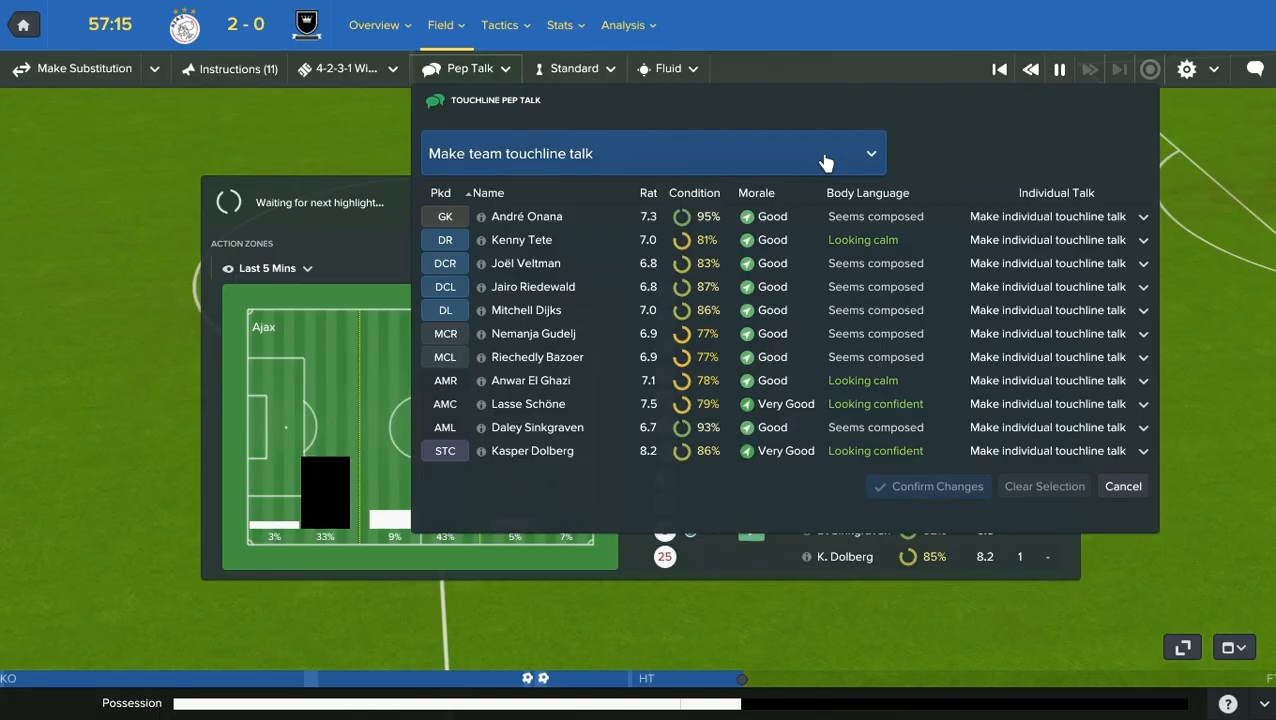 57:15 2 - 0 Overview Field Tactics Stats Analysis
Make Substitution Instructions (11) 4-2-3-1 Wi... Pep Talk Standard Fluid
TOUCHLINE PEP TALK
Make team touchline talk
Waiting for next highlight...
ACTION ZONES
Last 5 Mins
Ajax
3% 33% 9% 43% 5% 7%
Pkd Name Rat Condition Morale Body Language Individual Talk
GK André Onana 7.3 95% Good Seems composed Make individual touchline talk
DR Kenny Tete 7.0 81% Good Looking calm Make individual touchline talk
DCR Joël Veltman 6.8 83% Good Seems composed Make individual touchline talk
DCL Jairo Riedewald 6.8 87% Good Seems composed Make individual touchline talk
DL Mitchell Dijks 7.0 86% Good Seems composed Make individual touchline talk
MCR Nemanja Gudelj 6.9 77% Good Seems composed Make individual touchline talk
MCL Riechedly Bazoer 6.9 77% Good Seems composed Make individual touchline talk
AMR Anwar El Ghazi 7.1 78% Good Looking calm Make individual touchline talk
AMC Lasse Schöne 7.5 79% Very Good Looking confident Make individual touchline talk
AML Daley Sinkgraven 6.7 93% Good Seems composed Make individual touchline talk
STC Kasper Dolberg 8.2 86% Very Good Looking confident Make individual touchline talk
Confirm Changes Clear Selection Cancel
25 K. Dolberg 85% 8.2 1 -
KO HT
Possession ?